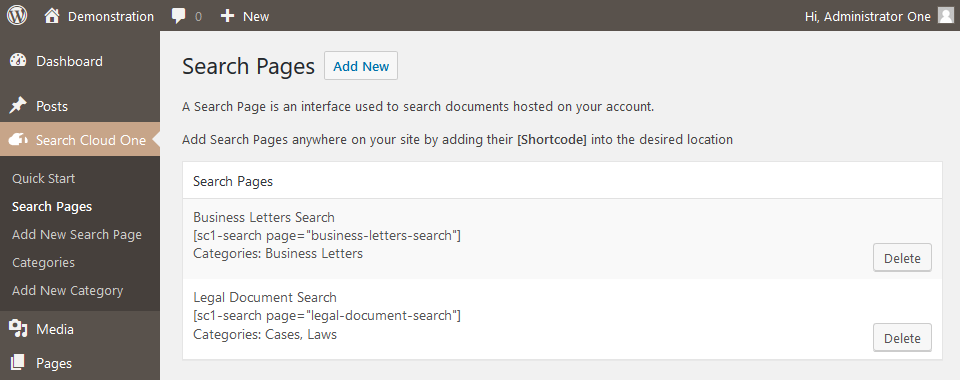 Demonstration 0 New Hi, Administrator One
Dashboard
Posts
Search Cloud One
Quick Start
Search Pages
Add New Search Page
Categories
Add New Category
Media
Pages
Search Pages Add New
A Search Page is an interface used to search documents hosted on your account.
Add Search Pages anywhere on your site by adding their [Shortcode] into the desired location
Search Pages
Business Letters Search
[sc1-search page="business-letters-search"]
Categories: Business Letters
Delete
Legal Document Search
[sc1-search page="legal-document-search"]
Categories: Cases, Laws
Delete